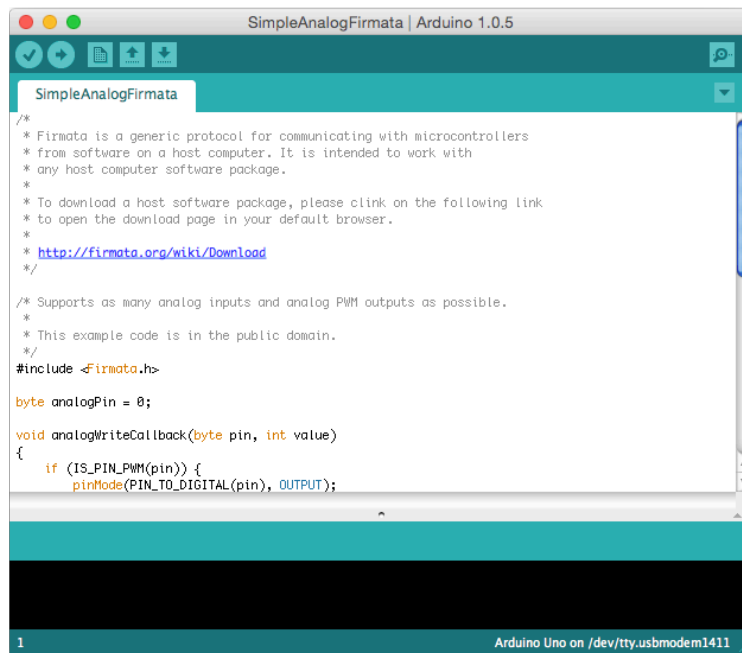 SimpleAnalogFirmata | Arduino 1.0.5
SimpleAnalogFirmata
/*
 * Firmata is a generic protocol for communicating with microcontrollers
 * from software on a host computer. It is intended to work with
 * any host computer software package.
 *
 * To download a host software package, please clink on the following link
 * to open the download page in your default browser.
 *
 * http://firmata.org/wiki/Download
 */
/* Supports as many analog inputs and analog PWM outputs as possible.
 *
 * This example code is in the public domain.
 */
#include <Firmata.h>
byte analogPin = 0;
void analogWriteCallback(byte pin, int value)
{
    if (IS_PIN_PWM(pin)) {
        pinMode(PIN_TO_DIGITAL(pin), OUTPUT);
1
Arduino Uno on /dev/tty.usbmodem1411